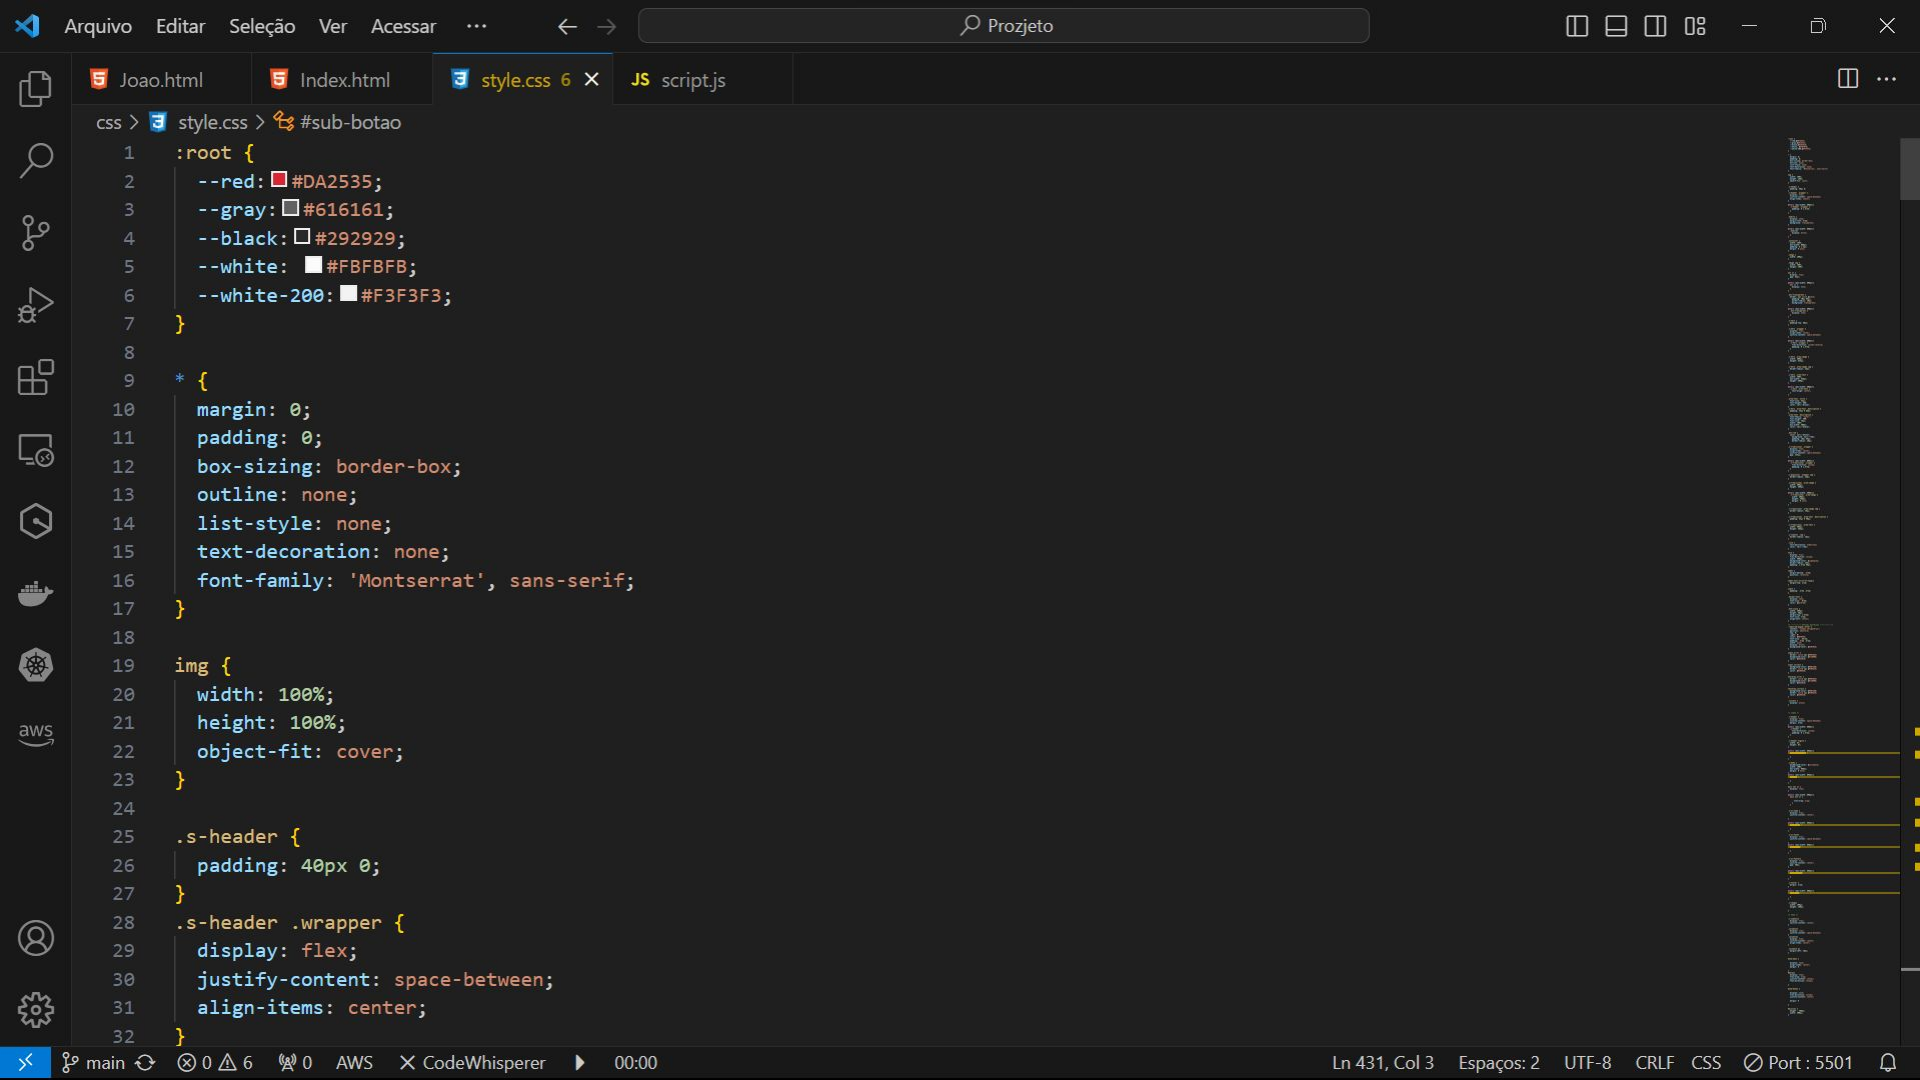 Arquivo Editar Seleção Ver Acessar ··· Prozjeto
Joao.html Index.html style.css 6 JS script.js
css > style.css > #sub-botao
1 :root {
2 --red: #DA2535;
3 --gray: #616161;
4 --black: #292929;
5 --white: #FBFBFB;
6 --white-200: #F3F3F3;
7 }
8
9 * {
10 margin: 0;
11 padding: 0;
12 box-sizing: border-box;
13 outline: none;
14 list-style: none;
15 text-decoration: none;
16 font-family: 'Montserrat', sans-serif;
17 }
18
19 img {
20 width: 100%;
21 height: 100%;
22 object-fit: cover;
23 }
24
25 .s-header {
26 padding: 40px 0;
27 }
28 .s-header .wrapper {
29 display: flex;
30 justify-content: space-between;
31 align-items: center;
32 }
aws
main 0 6 0 AWS CodeWhisperer 00:00 Ln 431, Col 3 Espaços: 2 UTF-8 CRLF CSS Port : 5501